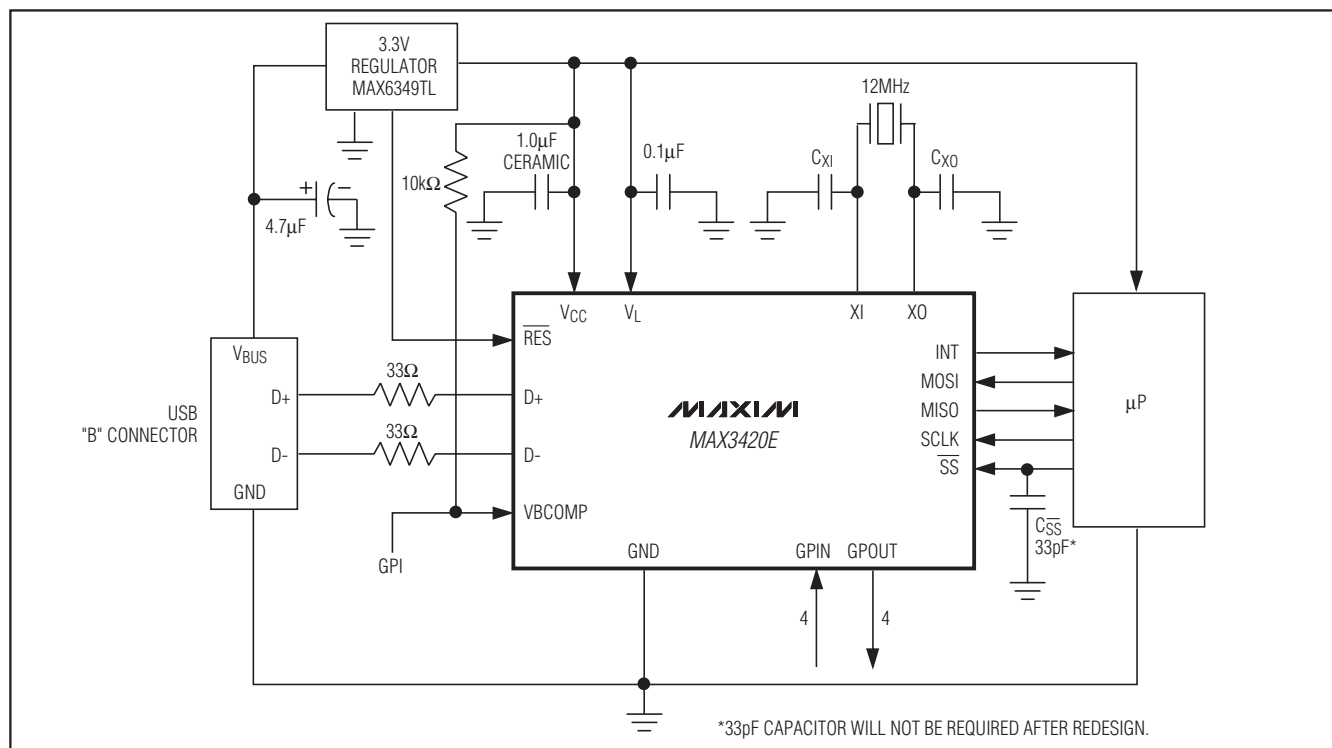 3.3V
REGULATOR
MAX6349TL
12MHz
1.0µF
CERAMIC
0.1µF
CXI
CXO
10kΩ
+
−
4.7µF
VCC
VL
XI
XO
RES
VBUS
INT
33Ω
D+
D+
MOSI
USB
"B" CONNECTOR
MAXIM
MAX3420E
MISO
µP
33Ω
D-
D-
SCLK
SS
GND
VBCOMP
GPI
GND
GPIN
GPOUT
CSS
33pF*
4
4
*33pF CAPACITOR WILL NOT BE REQUIRED AFTER REDESIGN.